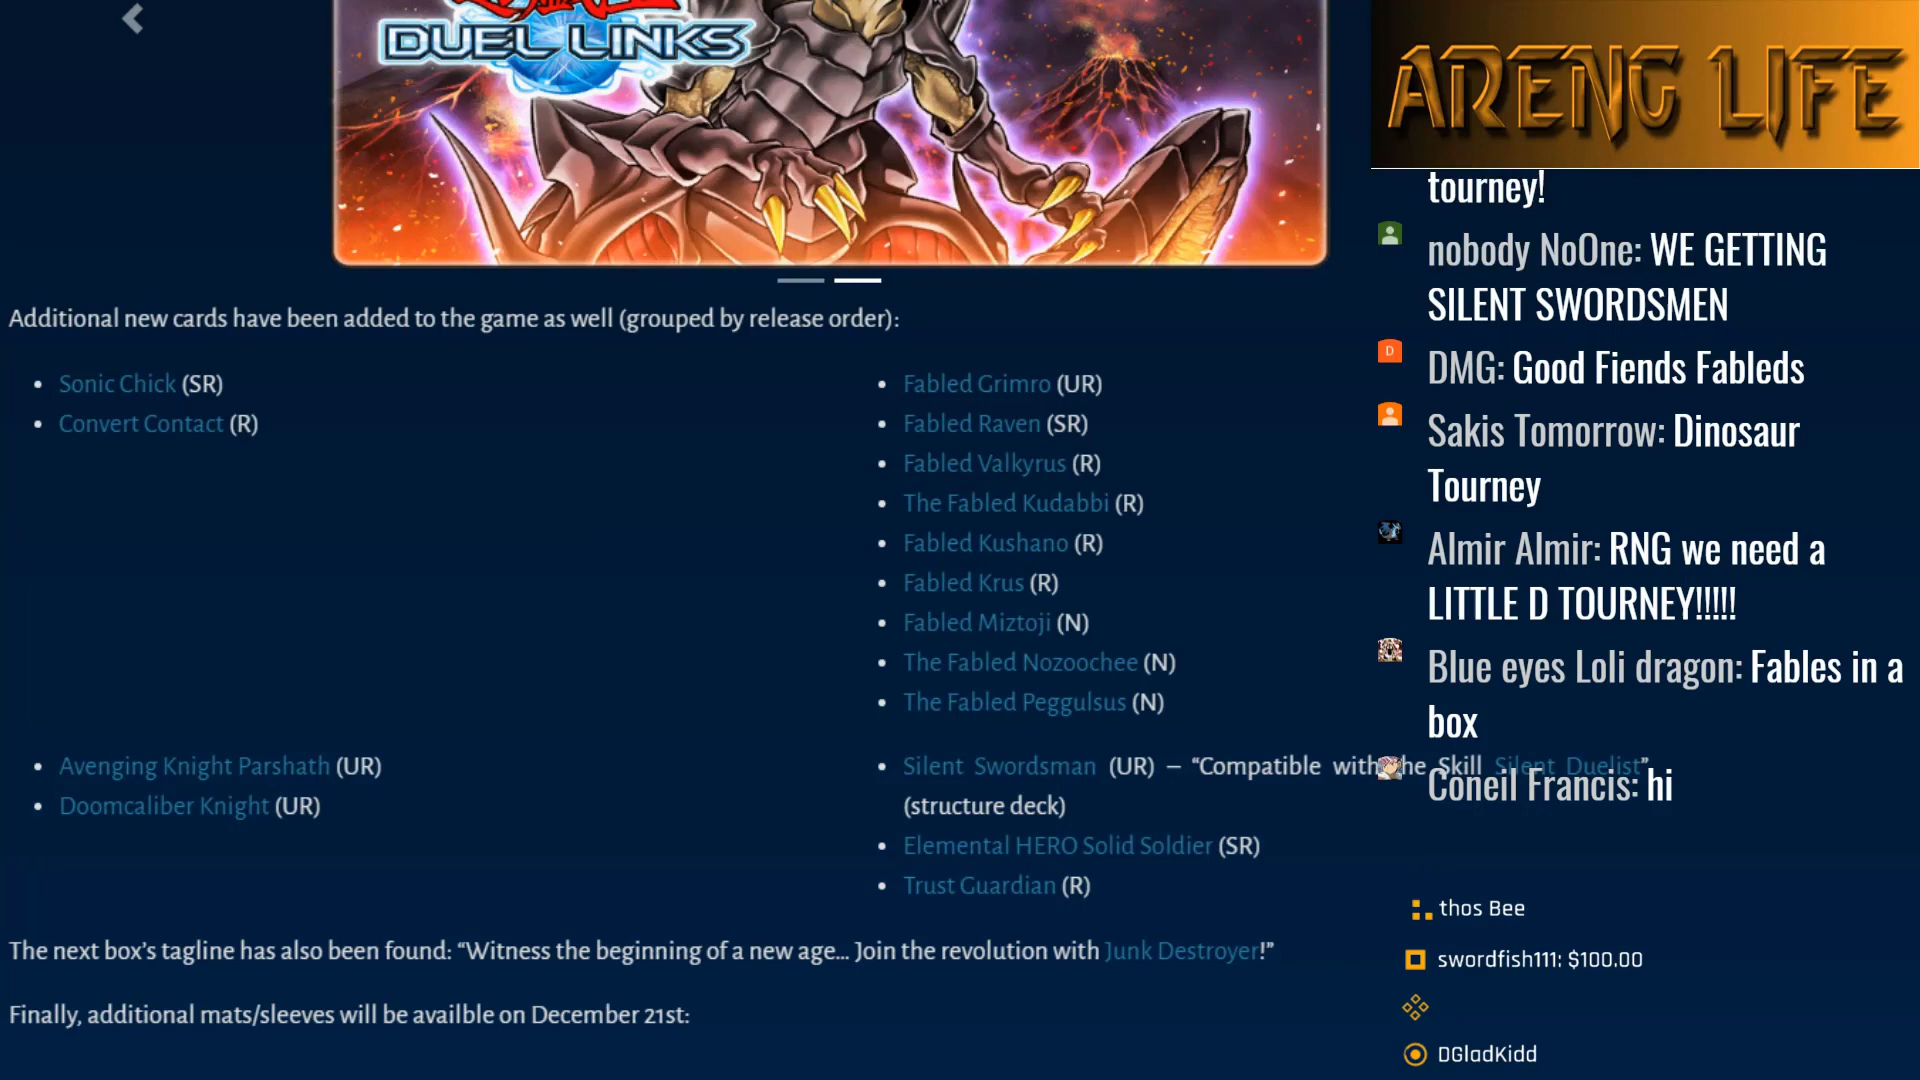 DUEL LINKS
ARENG LIFE
Additional new cards have been added to the game as well (grouped by release order):
• Sonic Chick (SR)
• Convert Contact (R)
• Fabled Grimro (UR)
• Fabled Raven (SR)
• Fabled Valkyrus (R)
• The Fabled Kudabbi (R)
• Fabled Kushano (R)
• Fabled Krus (R)
• Fabled Miztoji (N)
• The Fabled Nozoochee (N)
• The Fabled Peggulsus (N)
• Avenging Knight Parshath (UR)
• Doomcaliber Knight (UR)
• Silent Swordsman (UR) – “Compatible with the Skill Silent Duelist”
(structure deck)
• Elemental HERO Solid Soldier (SR)
• Trust Guardian (R)
The next box’s tagline has also been found: “Witness the beginning of a new age… Join the revolution with Junk Destroyer!”
Finally, additional mats/sleeves will be availble on December 21st:
tourney!
nobody NoOne: WE GETTING
SILENT SWORDSMEN
D
DMG: Good Fiends Fableds
Sakis Tomorrow: Dinosaur
Tourney
Almir Almir: RNG we need a
LITTLE D TOURNEY!!!!!
Blue eyes Loli dragon: Fables in a
box
Coneil Francis: hi
thos Bee
swordfish111: $100.00
DGladKidd